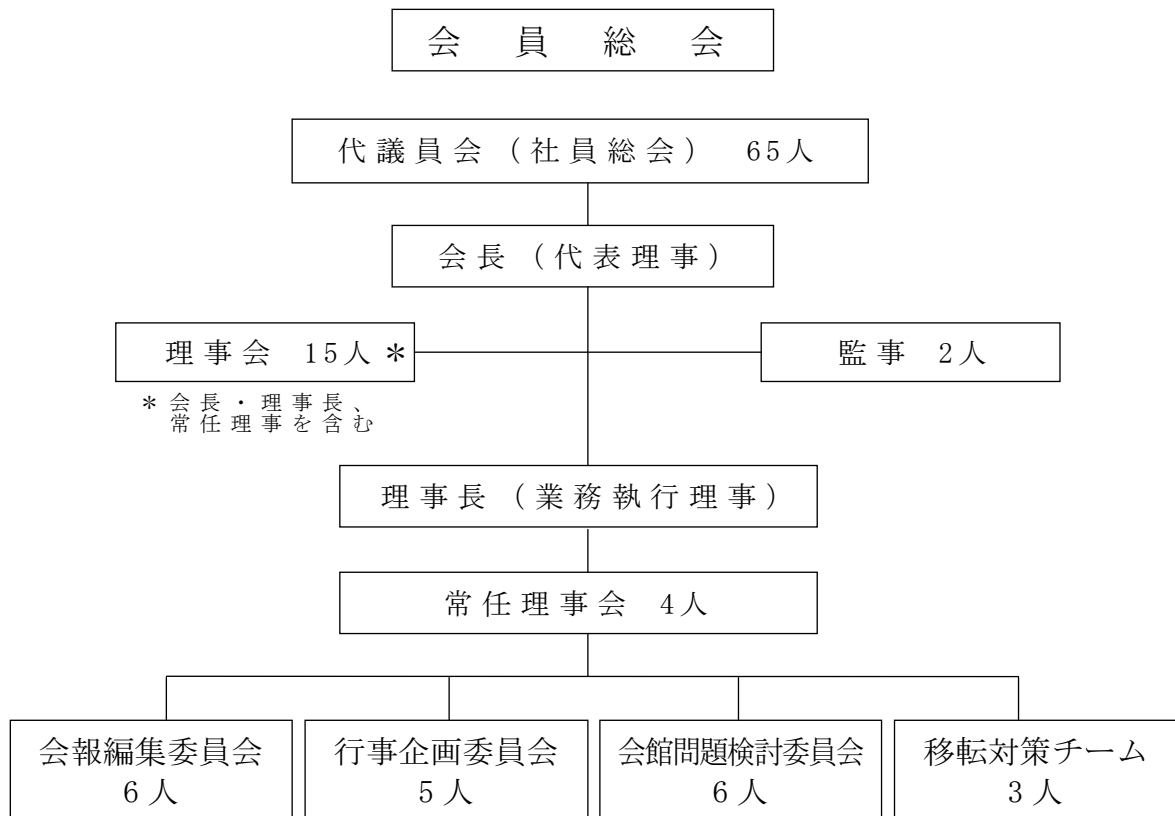 会員総会
代議員会（社員総会） 65人
会長（代表理事）
理事会 15人＊
監事 2人
＊会長・理事長、
常任理事を含む
理事長（業務執行理事）
常任理事会 4人
会報編集委員会
6人
行事企画委員会
5人
会館問題検討委員会
6人
移転対策チーム
3人